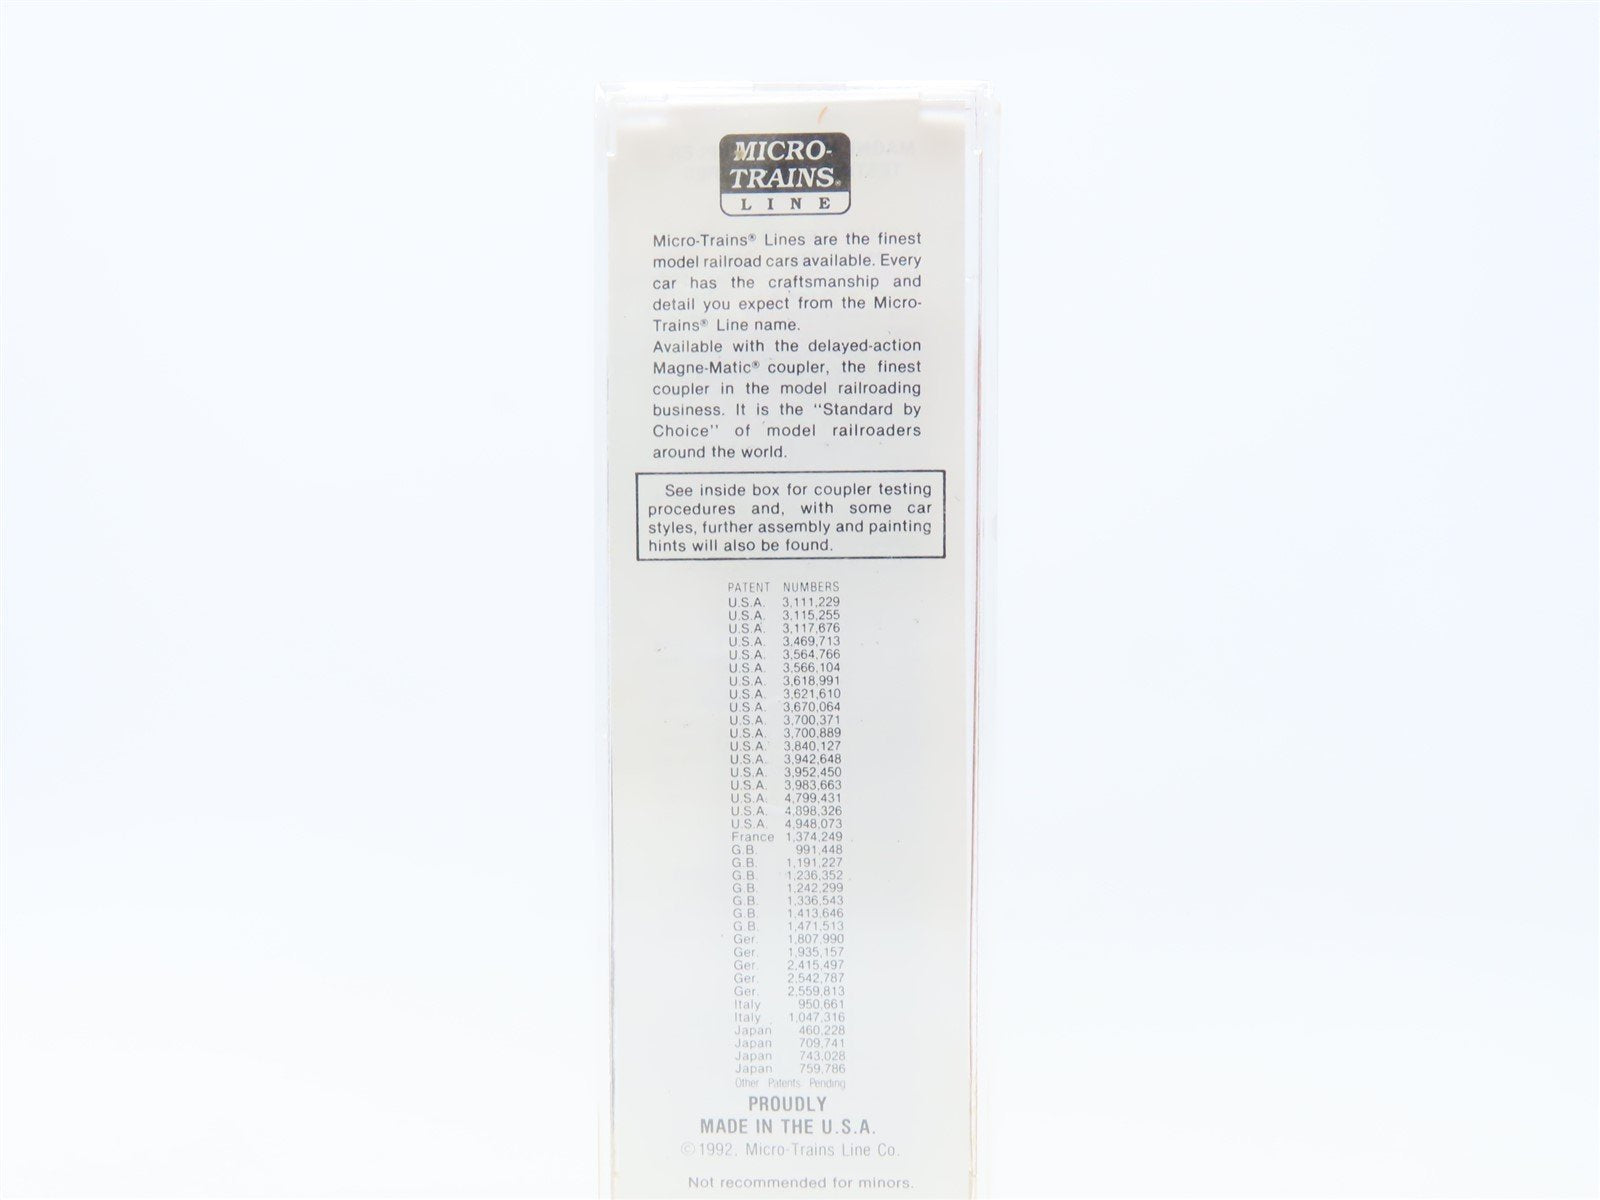 MICRO-
TRAINS®
LINE
Micro-Trains® Lines are the finest
model railroad cars available. Every
car has the craftsmanship and
detail you expect from the Micro-
Trains® Line name.
Available with the delayed-action
Magne-Matic® coupler, the finest
coupler in the model railroading
business. It is the "Standard by
Choice" of model railroaders
around the world.
See inside box for coupler testing
procedures and, with some car
styles, further assembly and painting
hints will also be found.
PATENT NUMBERS
U.S.A. 3,111,229
U.S.A. 3,115,255
U.S.A. 3,117,676
U.S.A. 3,469,713
U.S.A. 3,564,766
U.S.A. 3,566,104
U.S.A. 3,618,991
U.S.A. 3,621,610
U.S.A. 3,670,064
U.S.A. 3,700,371
U.S.A. 3,700,889
U.S.A. 3,840,127
U.S.A. 3,942,648
U.S.A. 3,952,450
U.S.A. 3,983,663
U.S.A. 4,799,431
U.S.A. 4,898,326
U.S.A. 4,948,073
France 1,374,249
G.B. 991,448
G.B. 1,191,227
G.B. 1,236,352
G.B. 1,242,299
G.B. 1,336,543
G.B. 1,413,646
G.B. 1,471,513
Ger. 1,807,990
Ger. 1,935,157
Ger. 2,415,497
Ger. 2,542,787
Ger. 2,559,813
Italy 950,661
Italy 1,047,316
Japan 460,228
Japan 709,741
Japan 743,028
Japan 759,786
Other Patents Pending
PROUDLY
MADE IN THE U.S.A.
©1992, Micro-Trains Line Co.
Not recommended for minors.